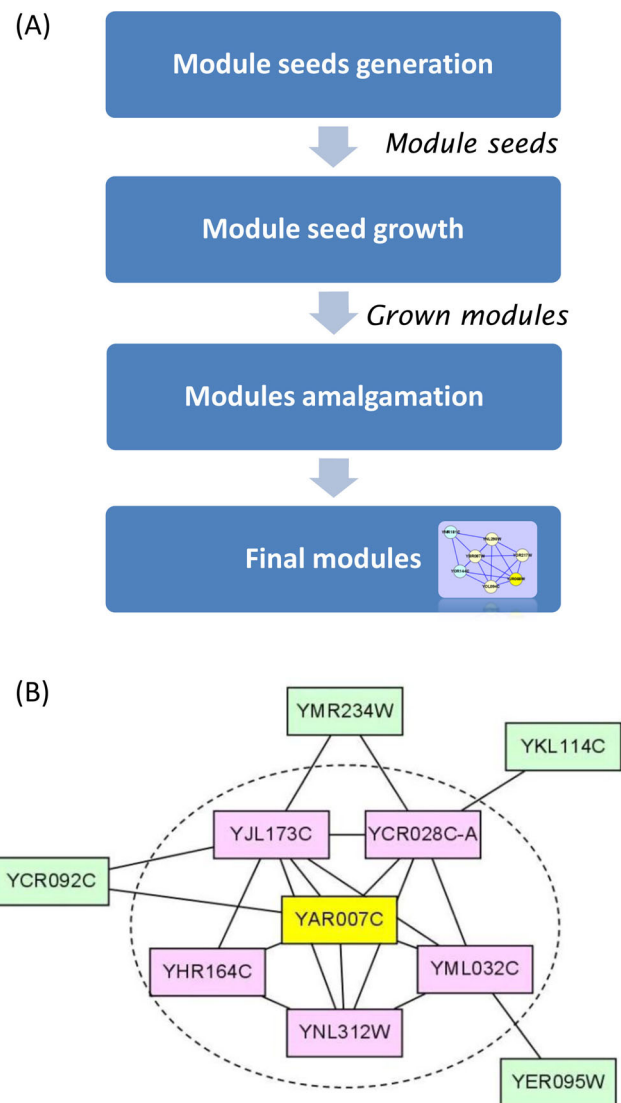 (A)
Module seeds generation
Module seeds
Module seed growth
Grown modules
Modules amalgamation
Final modules
(B)
YMR234W
YKL114C
YJL173C
YCR028C-A
YCR092C
YAR007C
YHR164C
YML032C
YNL312W
YER095W